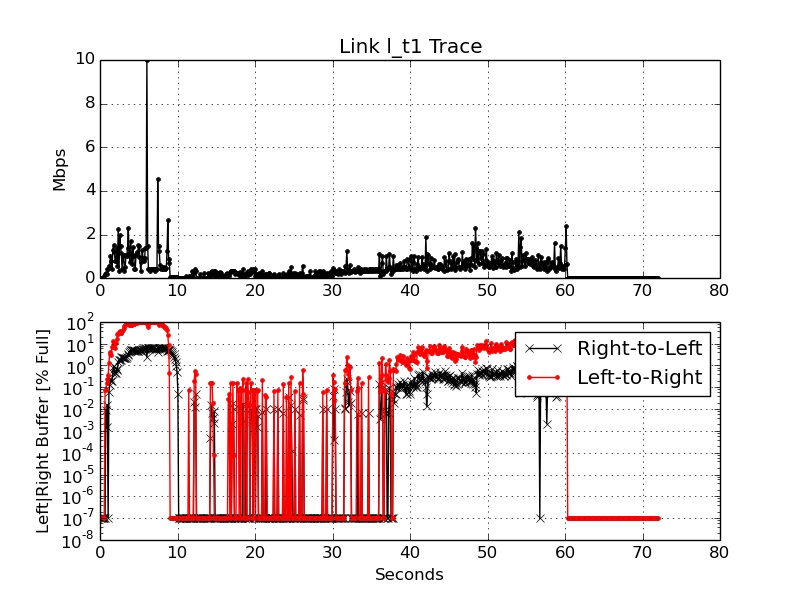 Link l_t1 Trace
10
8
6
4
2
0
Mbps
0 10 20 30 40 50 60 70 80
10^2
10^1
10^0
10^-1
10^-2
10^-3
10^-4
10^-5
10^-6
10^-7
10^-8
Left|Right Buffer [% Full]
Right-to-Left
Left-to-Right
0 10 20 30 40 50 60 70 80
Seconds